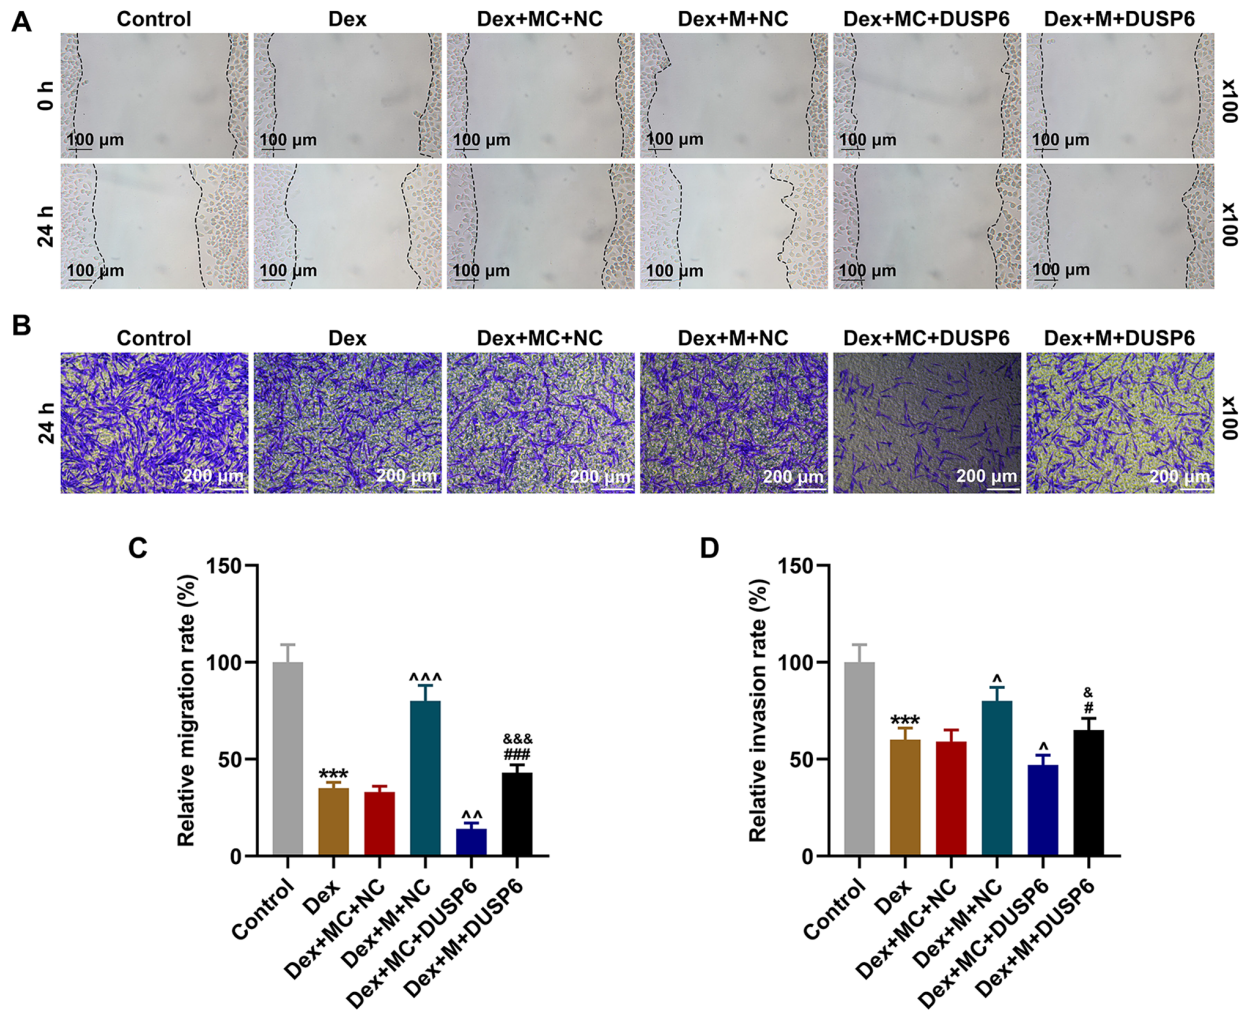 A
Control Dex Dex+MC+NC Dex+M+NC Dex+MC+DUSP6 Dex+M+DUSP6
0 h
100 µm 100 µm 100 µm 100 µm 100 µm 100 µm
x100
24 h
100 µm 100 µm 100 µm 100 µm 100 µm 100 µm
x100
B
Control Dex Dex+MC+NC Dex+M+NC Dex+MC+DUSP6 Dex+M+DUSP6
24 h
200 µm 200 µm 200 µm 200 µm 200 µm 200 µm
x100
C
Relative migration rate (%)
150
100
50
0
***
^^^
^^
&&&
###
Control
Dex
Dex+MC+NC
Dex+M+NC
Dex+MC+DUSP6
Dex+M+DUSP6
D
Relative invasion rate (%)
150
100
50
0
***
^
^
&
#
Control
Dex
Dex+MC+NC
Dex+M+NC
Dex+MC+DUSP6
Dex+M+DUSP6